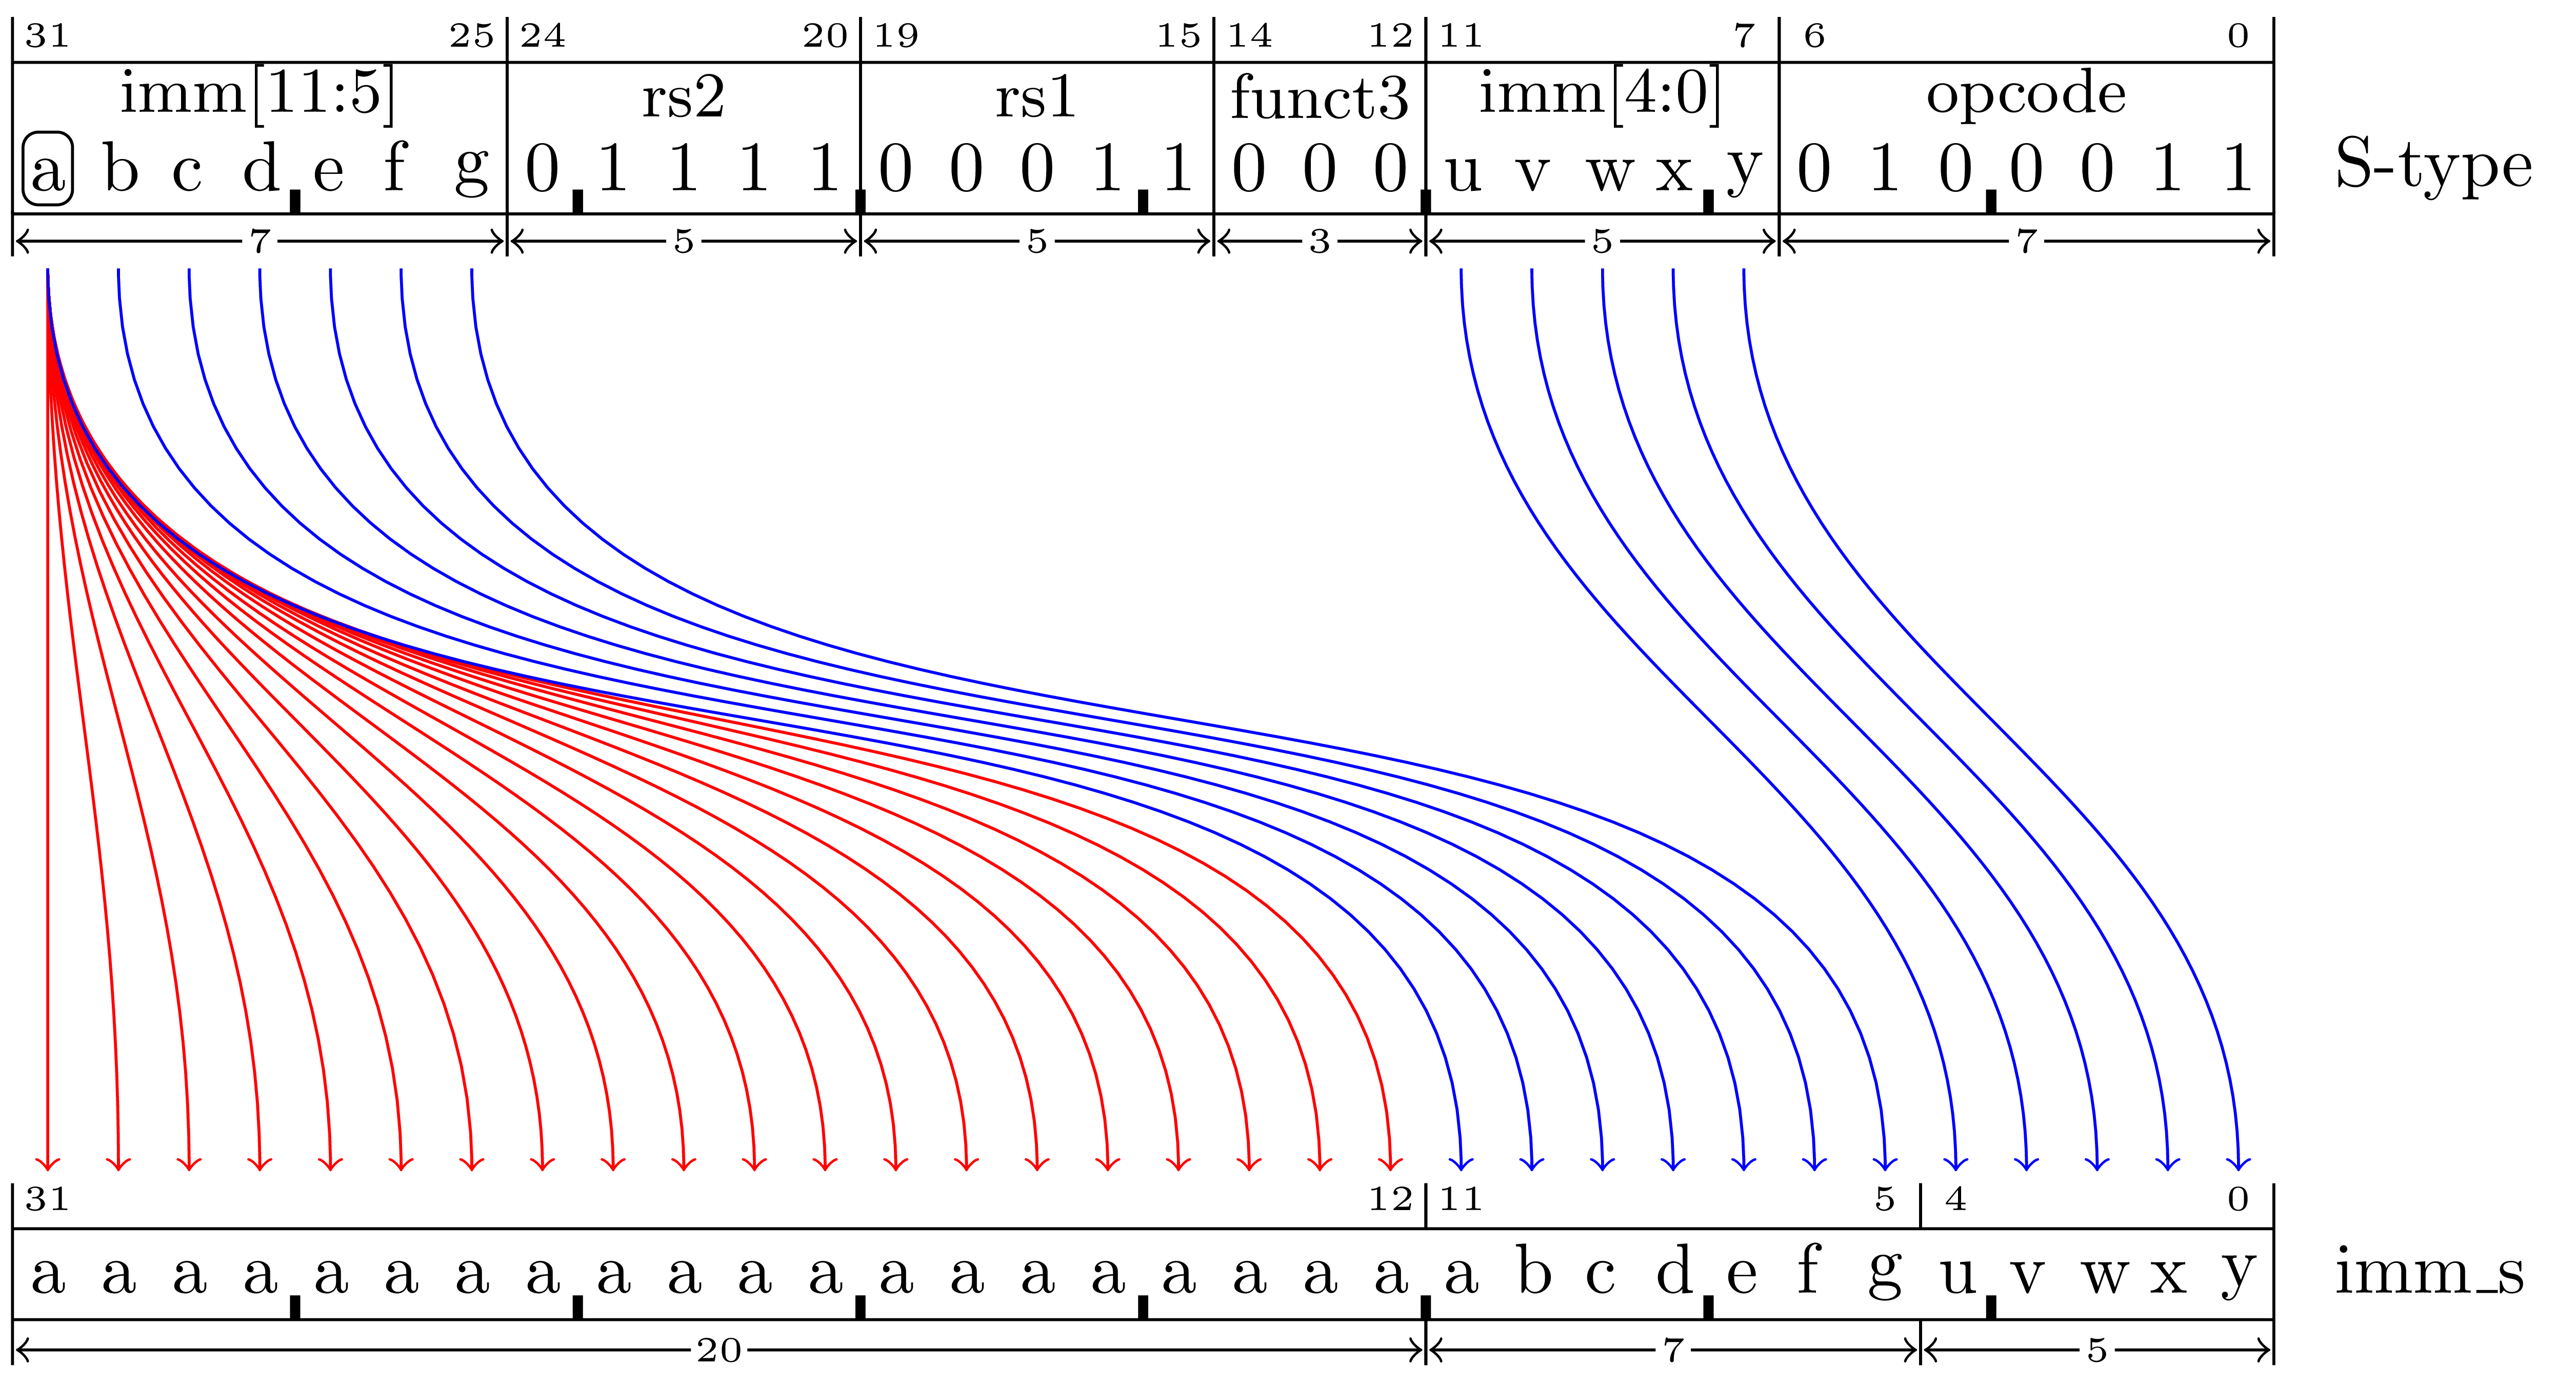 31 25 24 20 19 15 14 12 11 7 6 0
imm[11:5] rs2 rs1 funct3 imm[4:0] opcode
a b c d e f g 0 1 1 1 1 0 0 0 1 1 0 0 0 u v w x y 0 1 0 0 0 1 1 S-type
7 5 5 3 5 7
31 12 11 5 4 0
a a a a a a a a a a a a a a a a a a a a a b c d e f g u v w x y imm_s
20 7 5